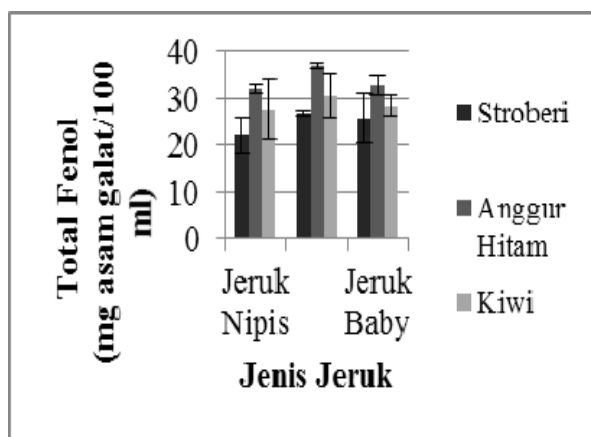 Total Fenol
(mg asam galat/100
ml)
40
30
20
10
0
Jeruk
Nipis
Jeruk
Baby
Jenis Jeruk
Stroberi
Anggur
Hitam
Kiwi